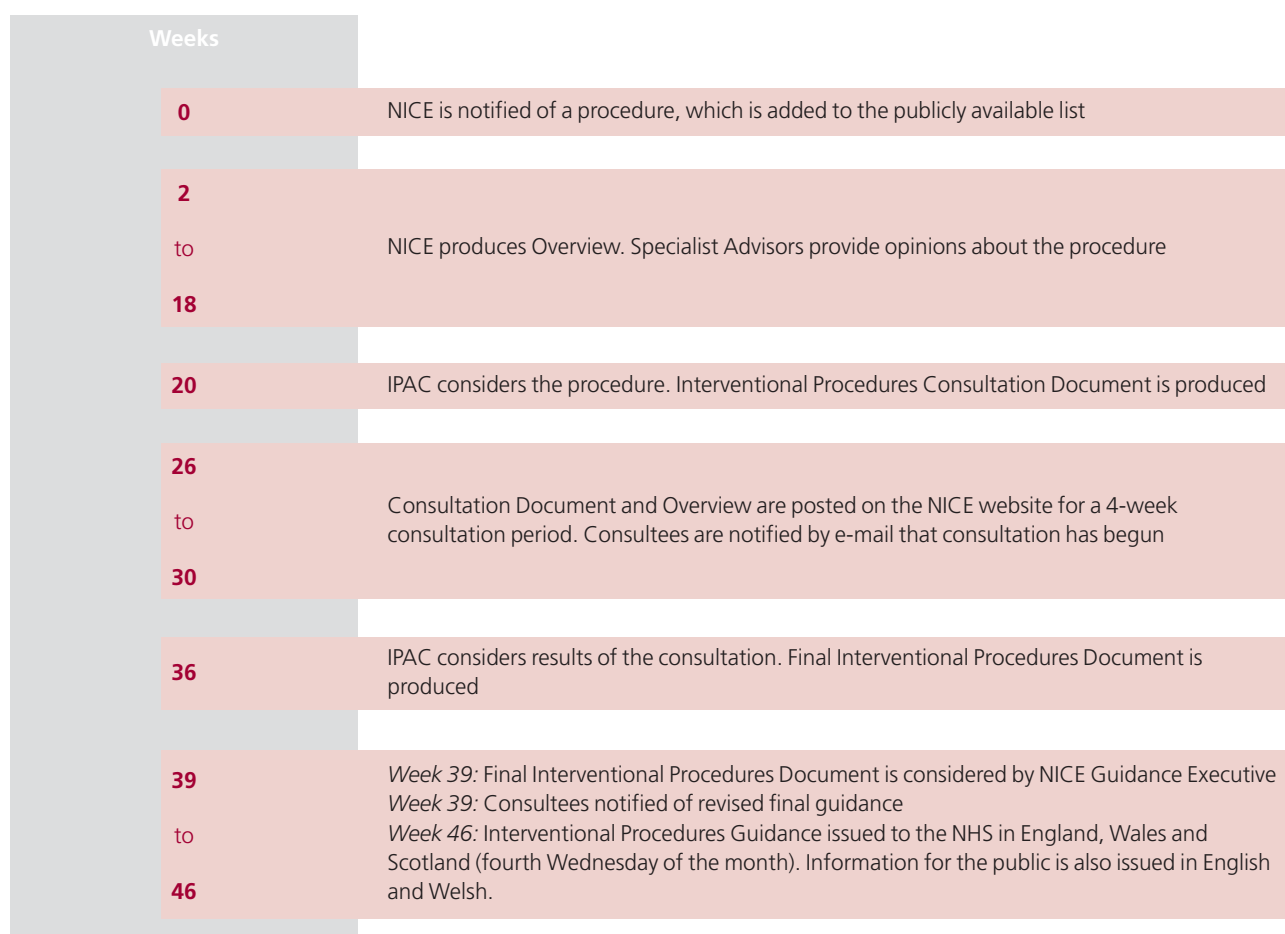 Weeks
0
NICE is notified of a procedure, which is added to the publicly available list
2
to
18
NICE produces Overview. Specialist Advisors provide opinions about the procedure
20
IPAC considers the procedure. Interventional Procedures Consultation Document is produced
26
to
30
Consultation Document and Overview are posted on the NICE website for a 4-week
consultation period. Consultees are notified by e-mail that consultation has begun
36
IPAC considers results of the consultation. Final Interventional Procedures Document is
produced
39
to
46
Week 39: Final Interventional Procedures Document is considered by NICE Guidance Executive
Week 39: Consultees notified of revised final guidance
Week 46: Interventional Procedures Guidance issued to the NHS in England, Wales and
Scotland (fourth Wednesday of the month). Information for the public is also issued in English
and Welsh.